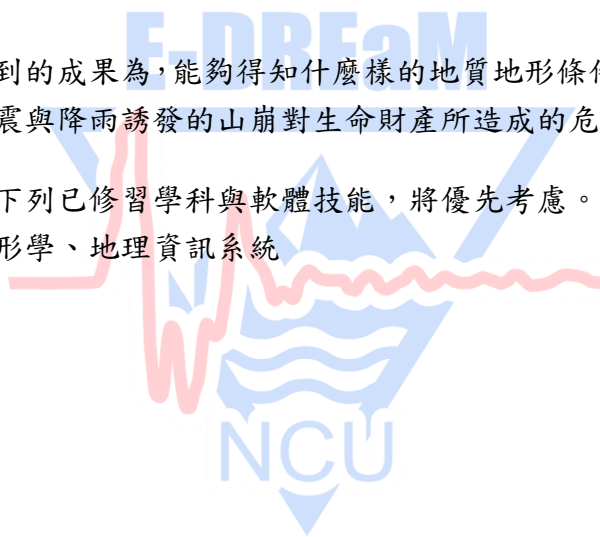 E-DREaM
到的成果為，能夠得知什麼樣的地質地形條
震與降雨誘發的山崩對生命財產所造成的危
下列已修習學科與軟體技能，將優先考慮。
形學、地理資訊系統
NCU